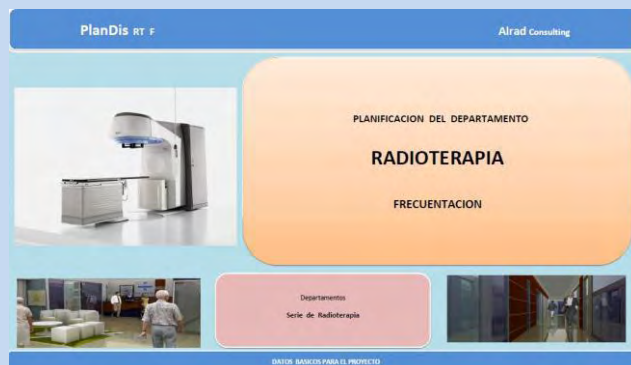 PlanDis RT F
Alrad Consulting
PLANIFICACION DEL DEPARTAMENTO
RADIOTERAPIA
FRECUENTACION
Departamentos
Serie de Radioterapia
DATOS BASICOS PARA EL PROYECTO